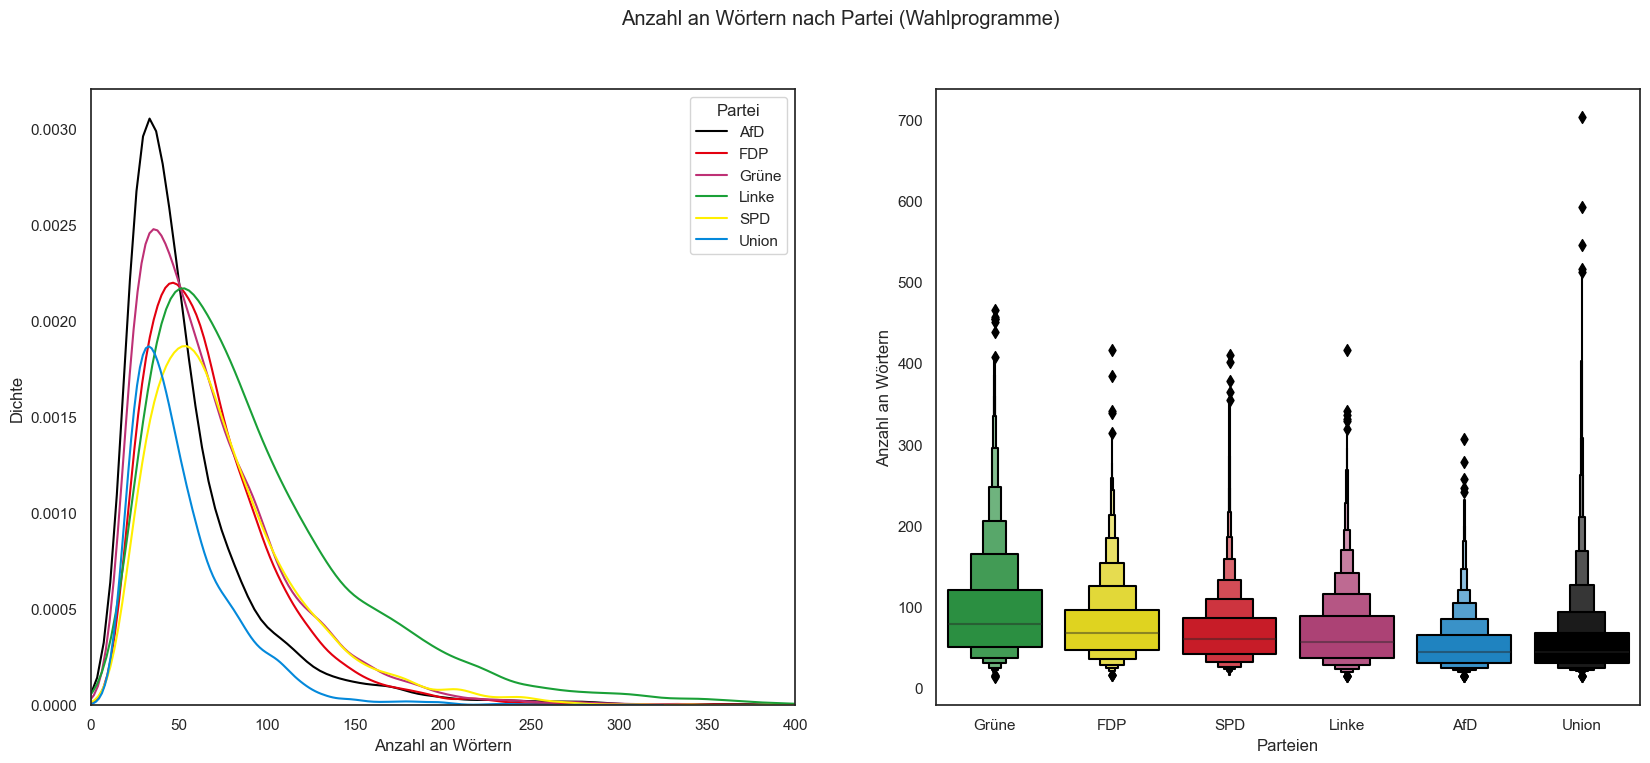 Anzahl an Wörtern nach Partei (Wahlprogramme)
0.0030
0.0025
0.0020
0.0015
0.0010
0.0005
0.0000
Dichte
0 50 100 150 200 250 300 350 400
Anzahl an Wörtern
Partei
AfD
FDP
Grüne
Linke
SPD
Union
700
600
500
400
300
200
100
0
Anzahl an Wörtern
Grüne FDP SPD Linke AfD Union
Parteien